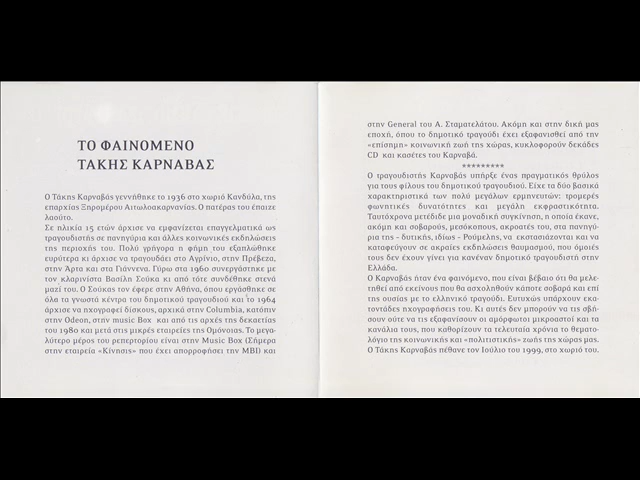 ΤΟ ΦΑΙΝΟΜΕΝΟ
ΤΑΚΗΣ ΚΑΡΝΑΒΑΣ
Ο Τάκης Καρναβάς γεννήθηκε το 1936 στο χωριό Κανδύλα, της
επαρχίας Ξηρομέρου Αιτωλοακαρνανίας. Ο πατέρας του έπαιζε
λαούτο.
Σε ηλικία 15 ετών άρχισε να εμφανίζεται επαγγελματικά ως
τραγουδιστής σε πανηγύρια και άλλες κοινωνικές εκδηλώσεις
της περιοχής του. Πολύ γρήγορα η φήμη του εξαπλώθηκε
ευρύτερα κι άρχισε να τραγουδάει στο Αγρίνιο, στην Πρέβεζα,
στην Άρτα και στα Γιάννενα. Γύρω στα 1960 συνεργάστηκε με
τον κλαρινίστα Βασίλη Σούκα κι από τότε συνδέθηκε στενά
μαζί του. Ο Σούκας τον έφερε στην Αθήνα, όπου εργάσθηκε σε
όλα τα γνωστά κέντρα του δημοτικού τραγουδιού και το 1964
άρχισε να ηχογραφεί δίσκους, αρχικά στην Columbia, κατόπιν
στην Odeon, στην music Box και από τις αρχές της δεκαετίας
του 1980 και μετά στις μικρές εταιρείες της Ομόνοιας. Το μεγα-
λύτερο μέρος του ρεπερτορίου είναι στην Music Box (Σήμερα
στην εταιρεία «Κίνησις» που έχει απορροφήσει την ΜΒΙ) και
στην General του Α. Σταματελάτου. Ακόμη και στην δική μας
εποχή, όπου το δημοτικό τραγούδι έχει εξαφανισθεί από την
«επίσημη» κοινωνική ζωή της χώρας, κυκλοφορούν δεκάδες
CD και κασέτες του Καρναβά.
*********
Ο τραγουδιστής Καρναβάς υπήρξε ένας πραγματικός θρύλος
για τους φίλους του δημοτικού τραγουδιού. Είχε τα δύο βασικά
χαρακτηριστικά των πολύ μεγάλων ερμηνευτών: τρομερές
φωνητικές δυνατότητες και μεγάλη εκφραστικότητα.
Ταυτόχρονα μετέδιδε μια μοναδική συγκίνηση, η οποία έκανε,
ακόμη και σοβαρούς, μεσόκοπους, ακροατές του, στα πανηγύ-
ρια της - δυτικής, ιδίως - Ρούμελης, να εκστασιάζονται και να
καταφεύγουν σε ακραίες εκδηλώσεις θαυμασμού, που όμοιές
τους δεν έχουν γίνει για κανέναν δημοτικό τραγουδιστή στην
Ελλάδα.
Ο Καρναβάς ήταν ένα φαινόμενο, που είναι βέβαιο ότι θα μελε-
τηθεί από εκείνους που θα ασχοληθούν κάποτε σοβαρά και επί
της ουσίας με το ελληνικό τραγούδι. Ευτυχώς υπάρχουν εκα-
τοντάδες ηχογραφήσεις του. Κι αυτές δεν μπορούν να τις σβή-
σουν ούτε να τις εξαφανίσουν οι αμόρφωτοι μικροαστοί και τα
κανάλια τους, που καθορίζουν τα τελευταία χρόνια το θεματο-
λόγιο της κοινωνικής και «πολιτιστικής» ζωής της χώρας μας.
Ο Τάκης Καρναβάς πέθανε τον Ιούλιο του 1999, στο χωριό του.